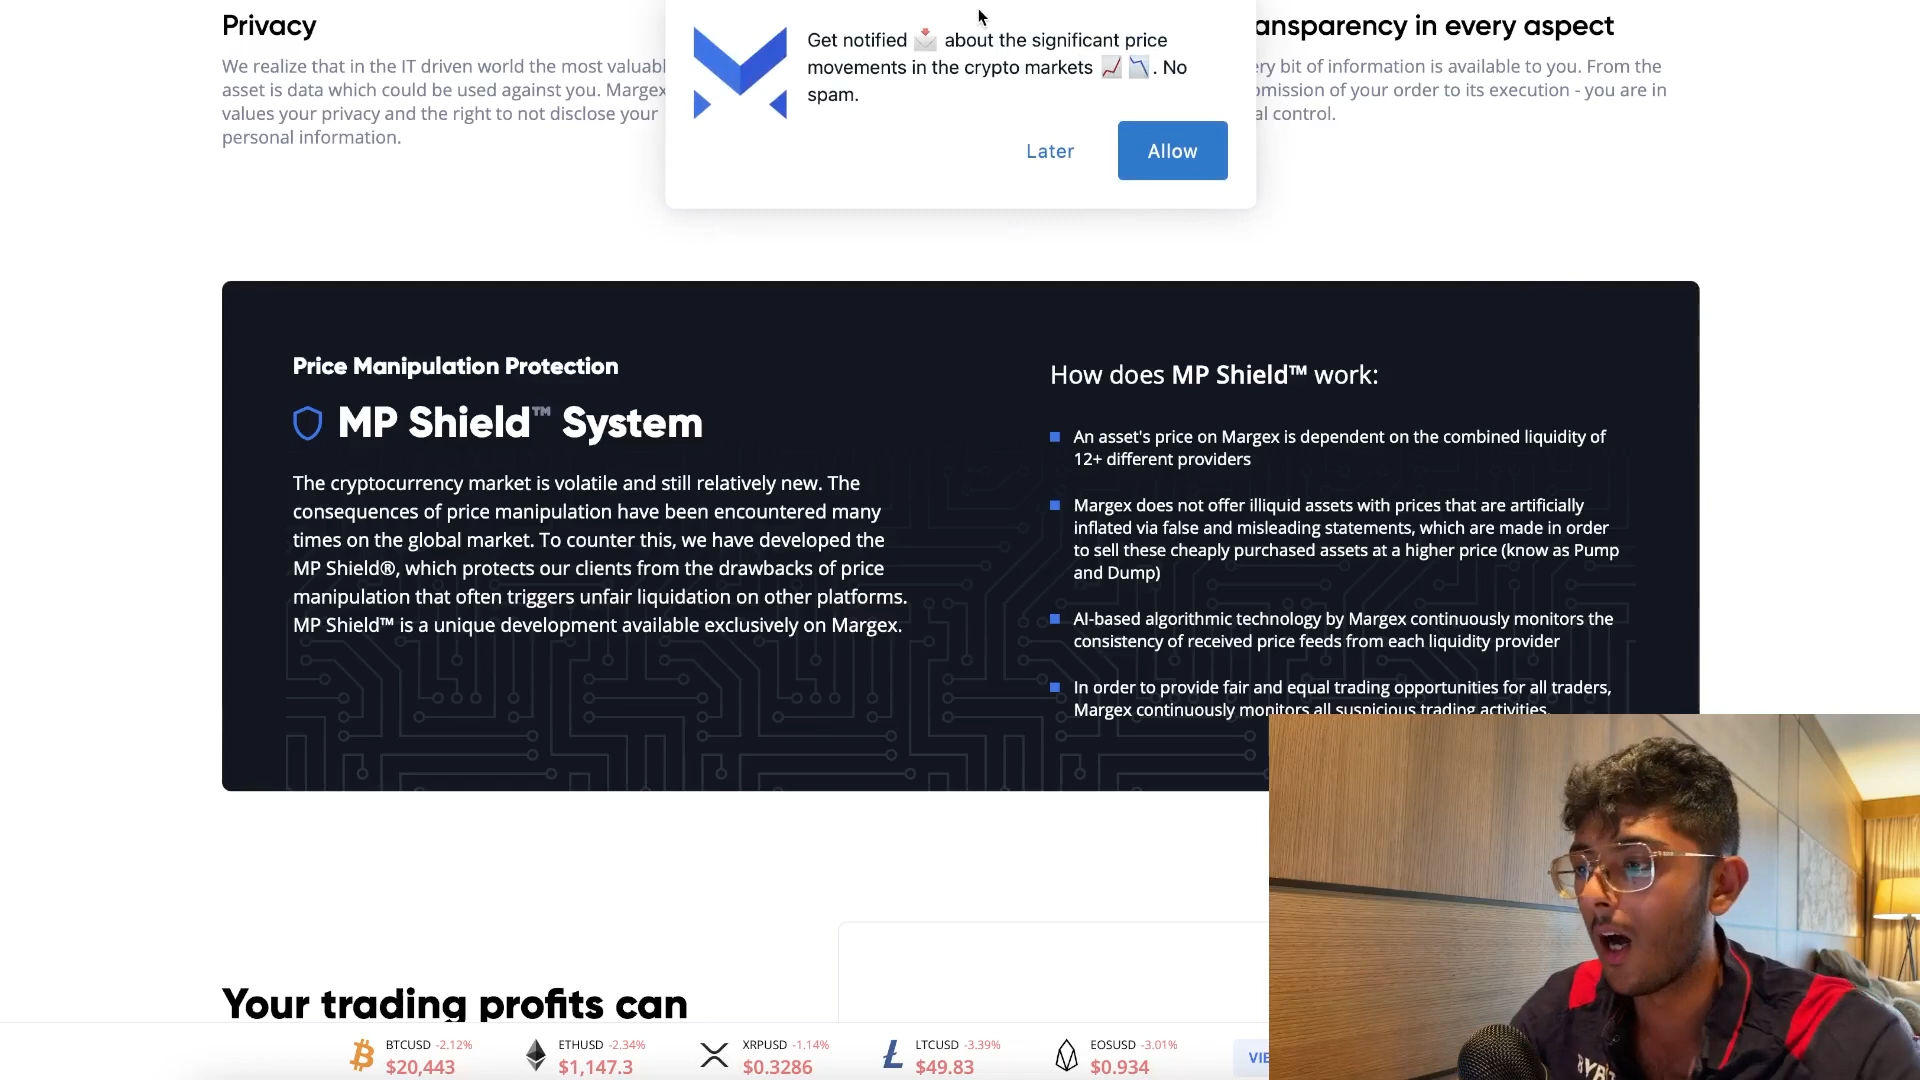 Privacy
We realize that in the IT driven world the most
asset is data which could be used against you. Margex
values your privacy and the right to not disclose your
personal information.
Get notified 📩 about the significant price
movements in the crypto markets 📈 📉. No
spam.
Later
Allow
in every aspect
bit of information is available to you. From the
of your order to its execution - you are in
control.
Price Manipulation Protection
MP Shield™ System
The cryptocurrency market is volatile and still relatively new. The
consequences of price manipulation have been encountered many
times on the global market. To counter this, we have developed the
MP Shield®, which protects our clients from the drawbacks of price
manipulation that often triggers unfair liquidation on other platforms.
MP Shield™ is a unique development available exclusively on Margex.
How does MP Shield™ work:
An asset's price on Margex is dependent on the combined liquidity of
12+ different providers
Margex does not offer illiquid assets with prices that are artificially
inflated via false and misleading statements, which are made in order
to sell these cheaply purchased assets at a higher price (know as Pump
and Dump)
AI-based algorithmic technology by Margex continuously monitors the
consistency of received price feeds from each liquidity provider
In order to provide fair and equal trading opportunities for all traders,
Margex continuously monitors all suspicious trading activities.
Your trading profits can
BTCUSD -2.12%
$20,443
ETHUSD -2.34%
$1,147.3
XRPUSD -1.14%
$0.3286
LTCUSD -3.39%
$49.83
EOSUSD -3.01%
$0.934